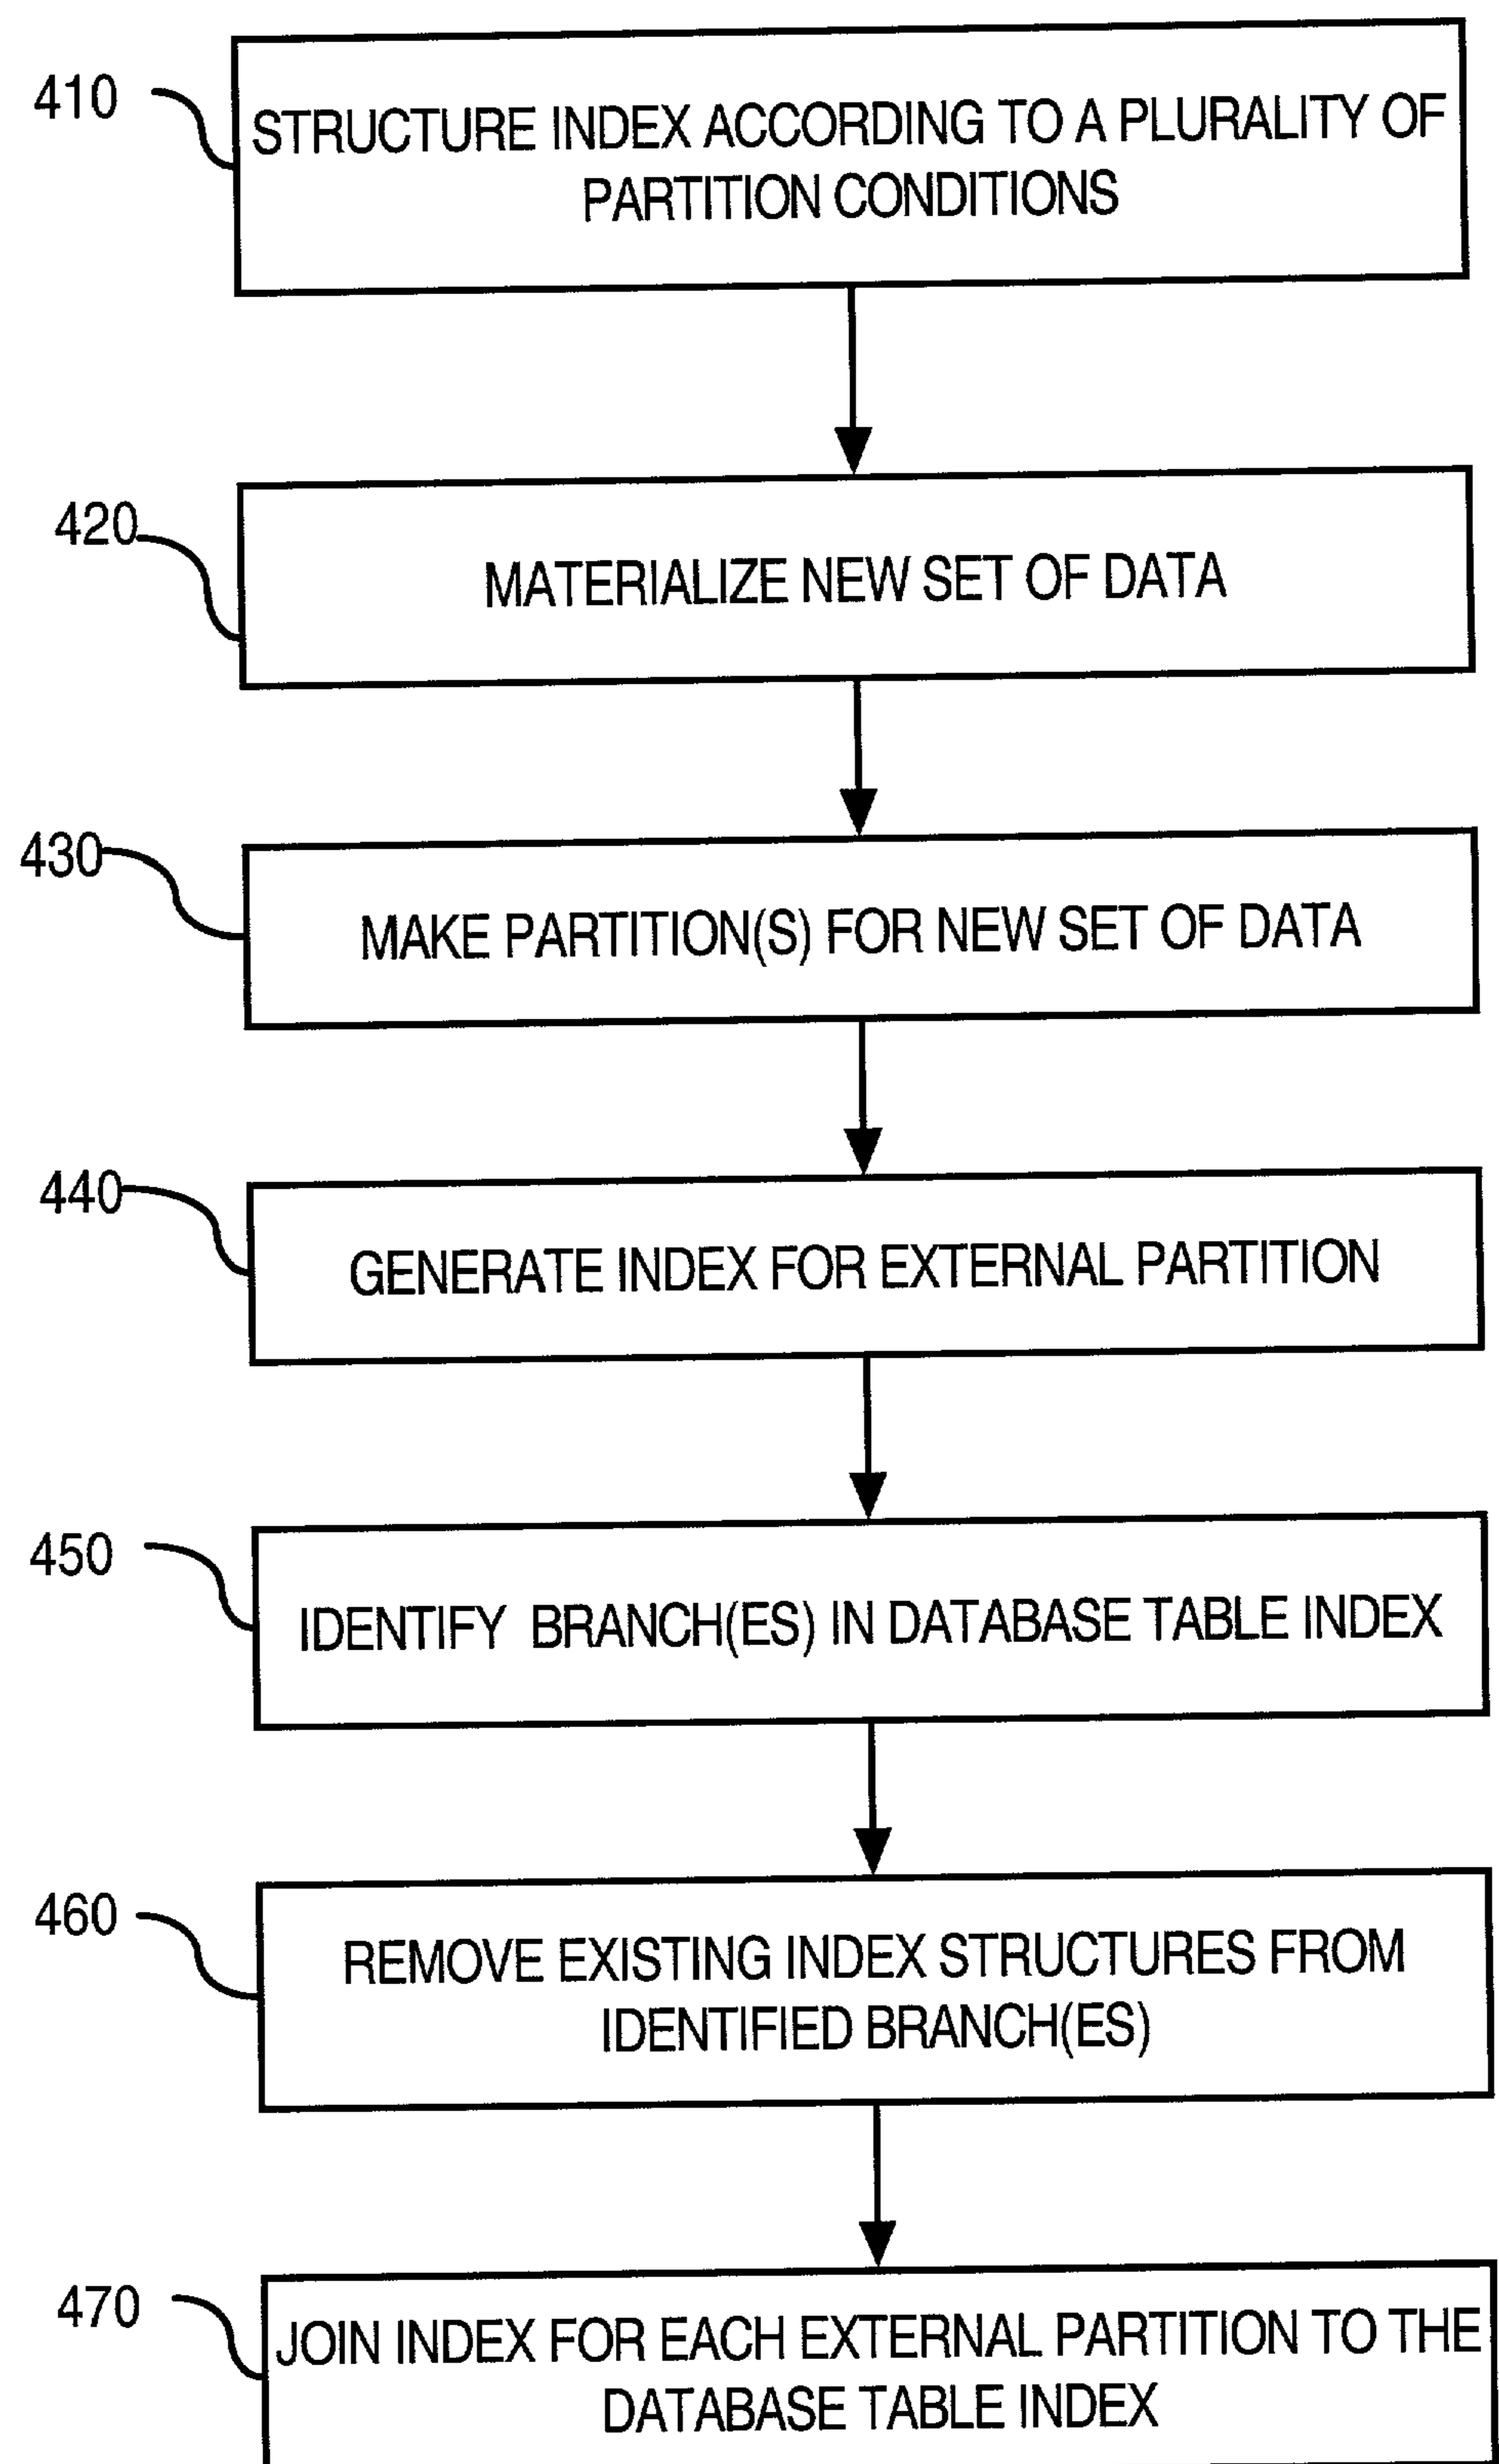 410
STRUCTURE INDEX ACCORDING TO A PLURALITY OF
PARTITION CONDITIONS
420
MATERIALIZE NEW SET OF DATA
430
MAKE PARTITION(S) FOR NEW SET OF DATA
440
GENERATE INDEX FOR EXTERNAL PARTITION
450
IDENTIFY BRANCH(ES) IN DATABASE TABLE INDEX
460
REMOVE EXISTING INDEX STRUCTURES FROM
IDENTIFIED BRANCH(ES)
470
JOIN INDEX FOR EACH EXTERNAL PARTITION TO THE
DATABASE TABLE INDEX